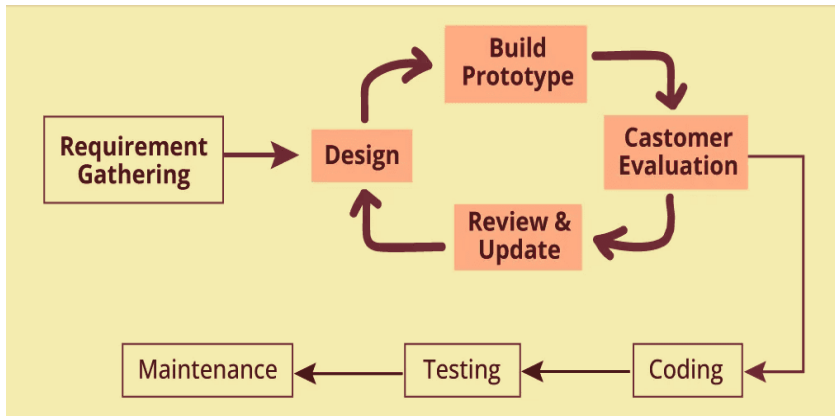 Build
Prototype
Requirement
Gathering
Design
Castomer
Evaluation
Review &
Update
Maintenance
Testing
Coding